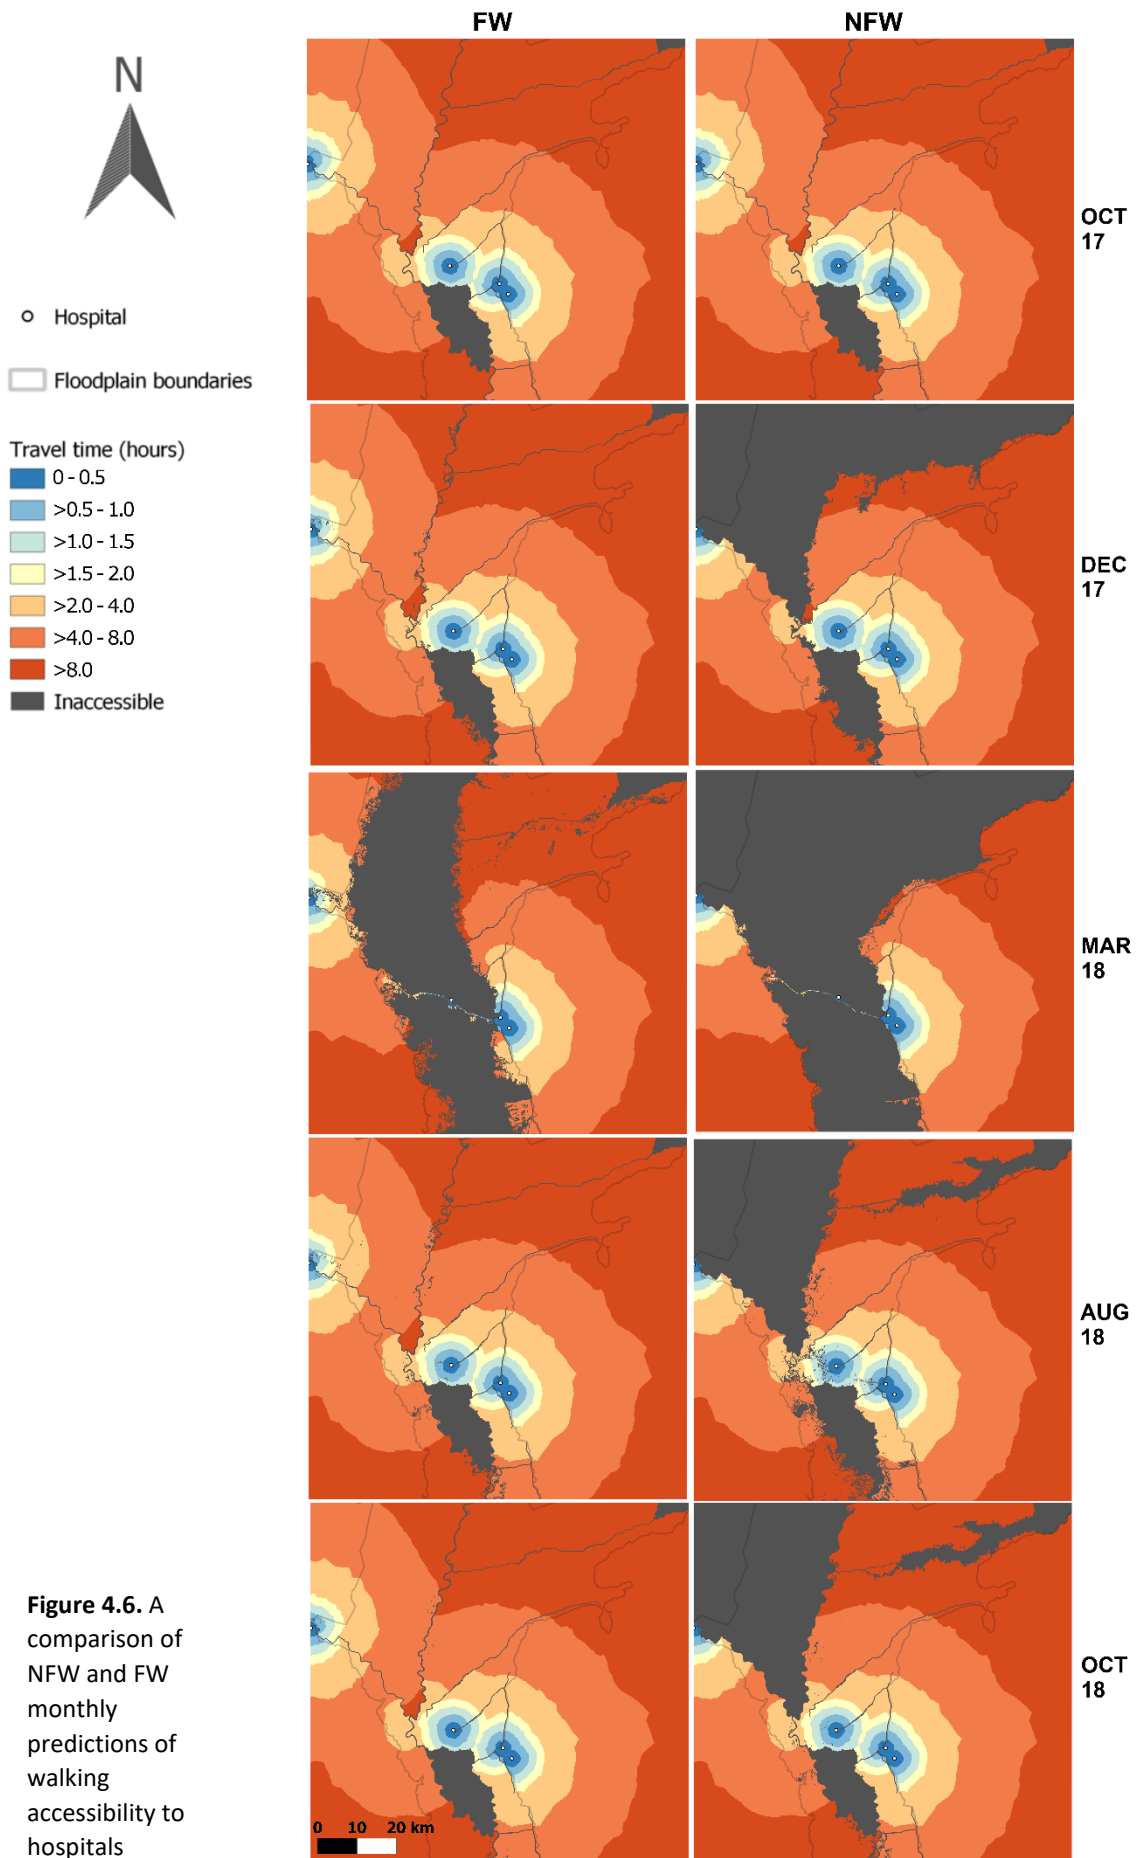 FW
NFW
N
Hospital
Floodplain boundaries
Travel time (hours)
0 - 0.5
>0.5 - 1.0
>1.0 - 1.5
>1.5 - 2.0
>2.0 - 4.0
>4.0 - 8.0
>8.0
Inaccessible
OCT
17
DEC
17
MAR
18
AUG
18
OCT
18
0 10 20 km
Figure 4.6. A
comparison of
NFW and FW
monthly
predictions of
walking
accessibility to
hospitals